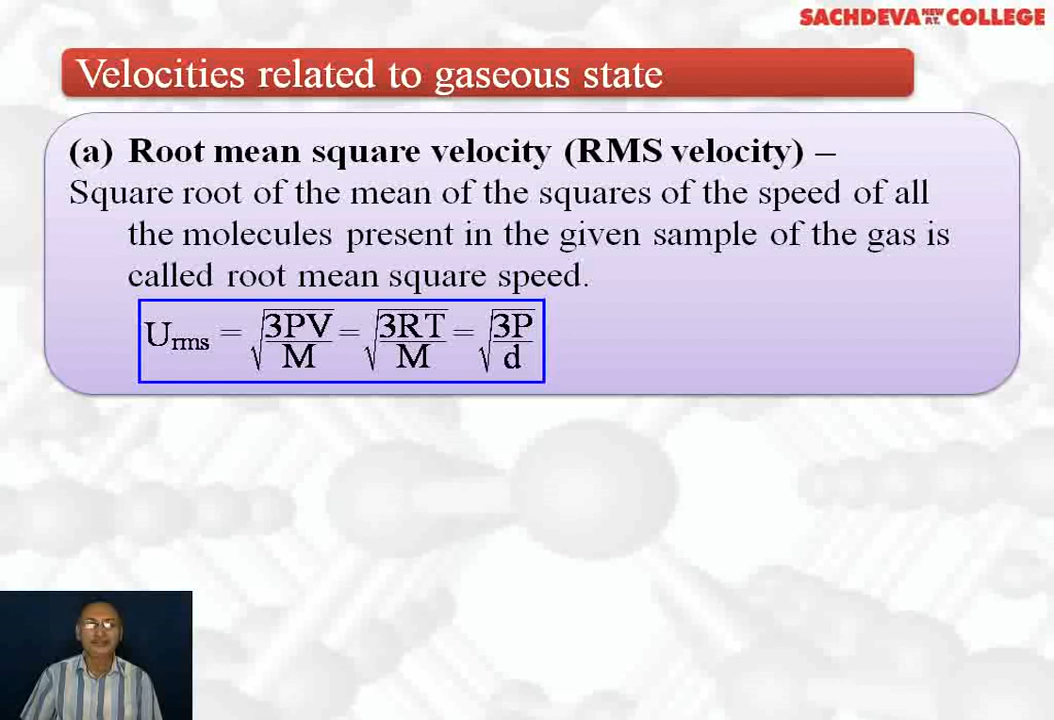 SACHDEVA NEW P.T. COLLEGE
Velocities related to gaseous state
(a) Root mean square velocity (RMS velocity) –
Square root of the mean of the squares of the speed of all
the molecules present in the given sample of the gas is
called root mean square speed.
Urms = √3PV/M = √3RT/M = √3P/d